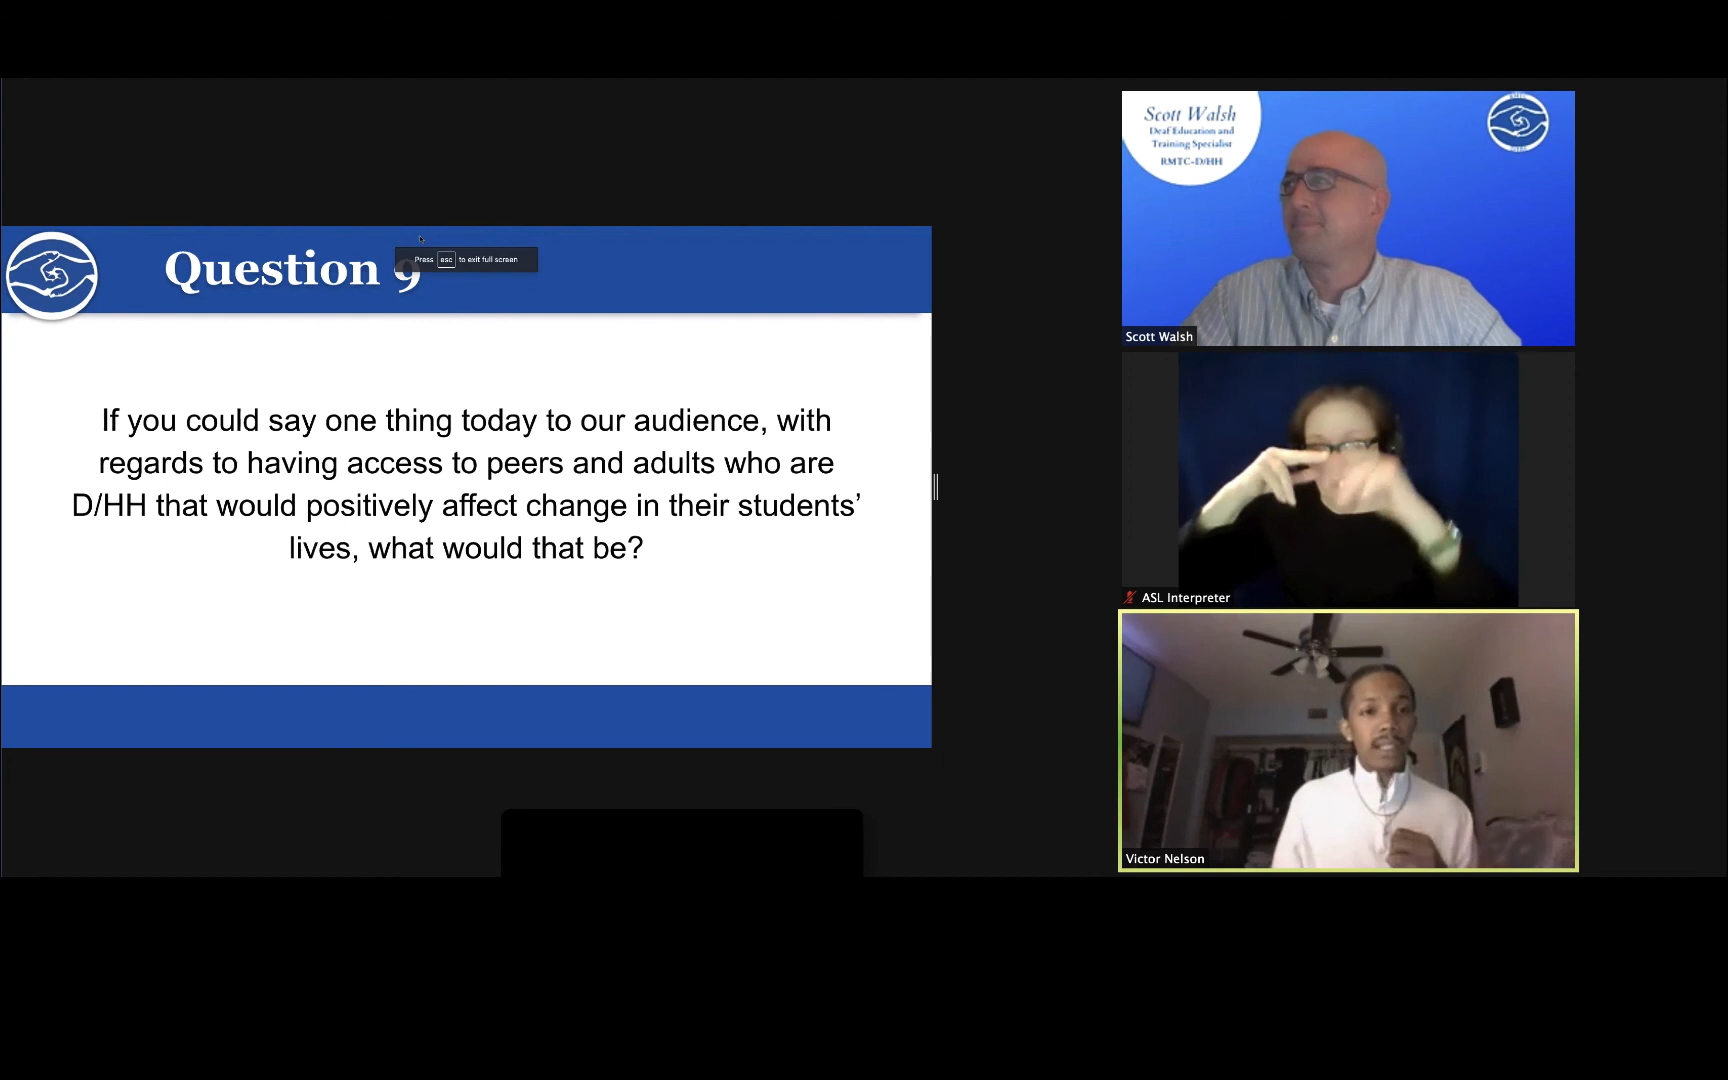 Question 9
Press esc to exit full screen
If you could say one thing today to our audience, with
regards to having access to peers and adults who are
D/HH that would positively affect change in their students’
lives, what would that be?
Scott Walsh
Deaf Education and
Training Specialist
RMTC-D/HH
Scott Walsh
ASL Interpreter
Victor Nelson